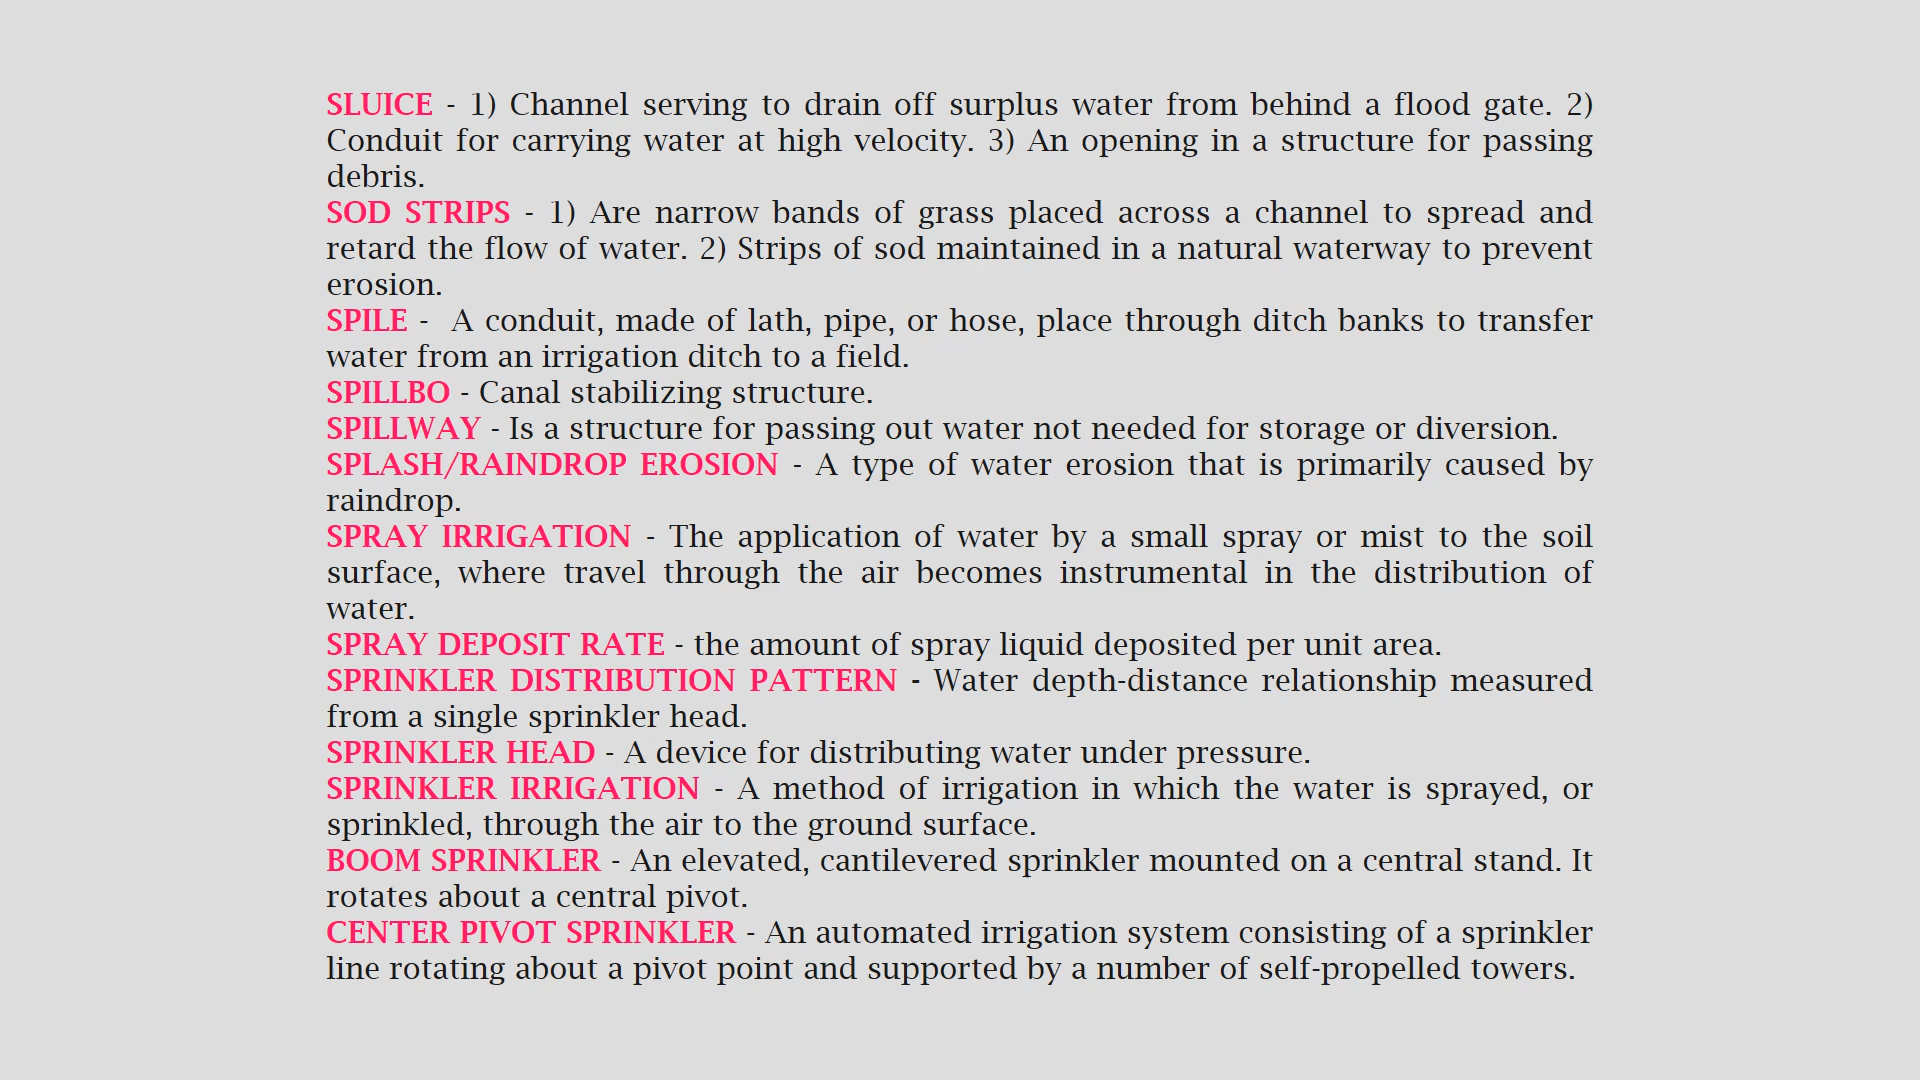 SLUICE - 1) Channel serving to drain off surplus water from behind a flood gate. 2)
Conduit for carrying water at high velocity. 3) An opening in a structure for passing
debris.
SOD STRIPS - 1) Are narrow bands of grass placed across a channel to spread and
retard the flow of water. 2) Strips of sod maintained in a natural waterway to prevent
erosion.
SPILE -  A conduit, made of lath, pipe, or hose, place through ditch banks to transfer
water from an irrigation ditch to a field.
SPILLBO - Canal stabilizing structure.
SPILLWAY - Is a structure for passing out water not needed for storage or diversion.
SPLASH/RAINDROP EROSION - A type of water erosion that is primarily caused by
raindrop.
SPRAY IRRIGATION - The application of water by a small spray or mist to the soil
surface, where travel through the air becomes instrumental in the distribution of
water.
SPRAY DEPOSIT RATE - the amount of spray liquid deposited per unit area.
SPRINKLER DISTRIBUTION PATTERN - Water depth-distance relationship measured
from a single sprinkler head.
SPRINKLER HEAD - A device for distributing water under pressure.
SPRINKLER IRRIGATION - A method of irrigation in which the water is sprayed, or
sprinkled, through the air to the ground surface.
BOOM SPRINKLER - An elevated, cantilevered sprinkler mounted on a central stand. It
rotates about a central pivot.
CENTER PIVOT SPRINKLER - An automated irrigation system consisting of a sprinkler
line rotating about a pivot point and supported by a number of self-propelled towers.